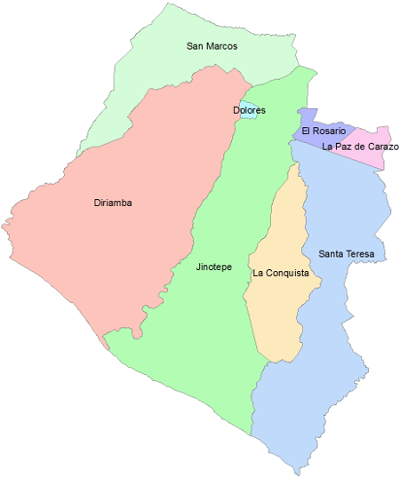 San Marcos
Dolores
El Rosario
La Paz de Carazo
Diriamba
Santa Teresa
Jinotepe
La Conquista